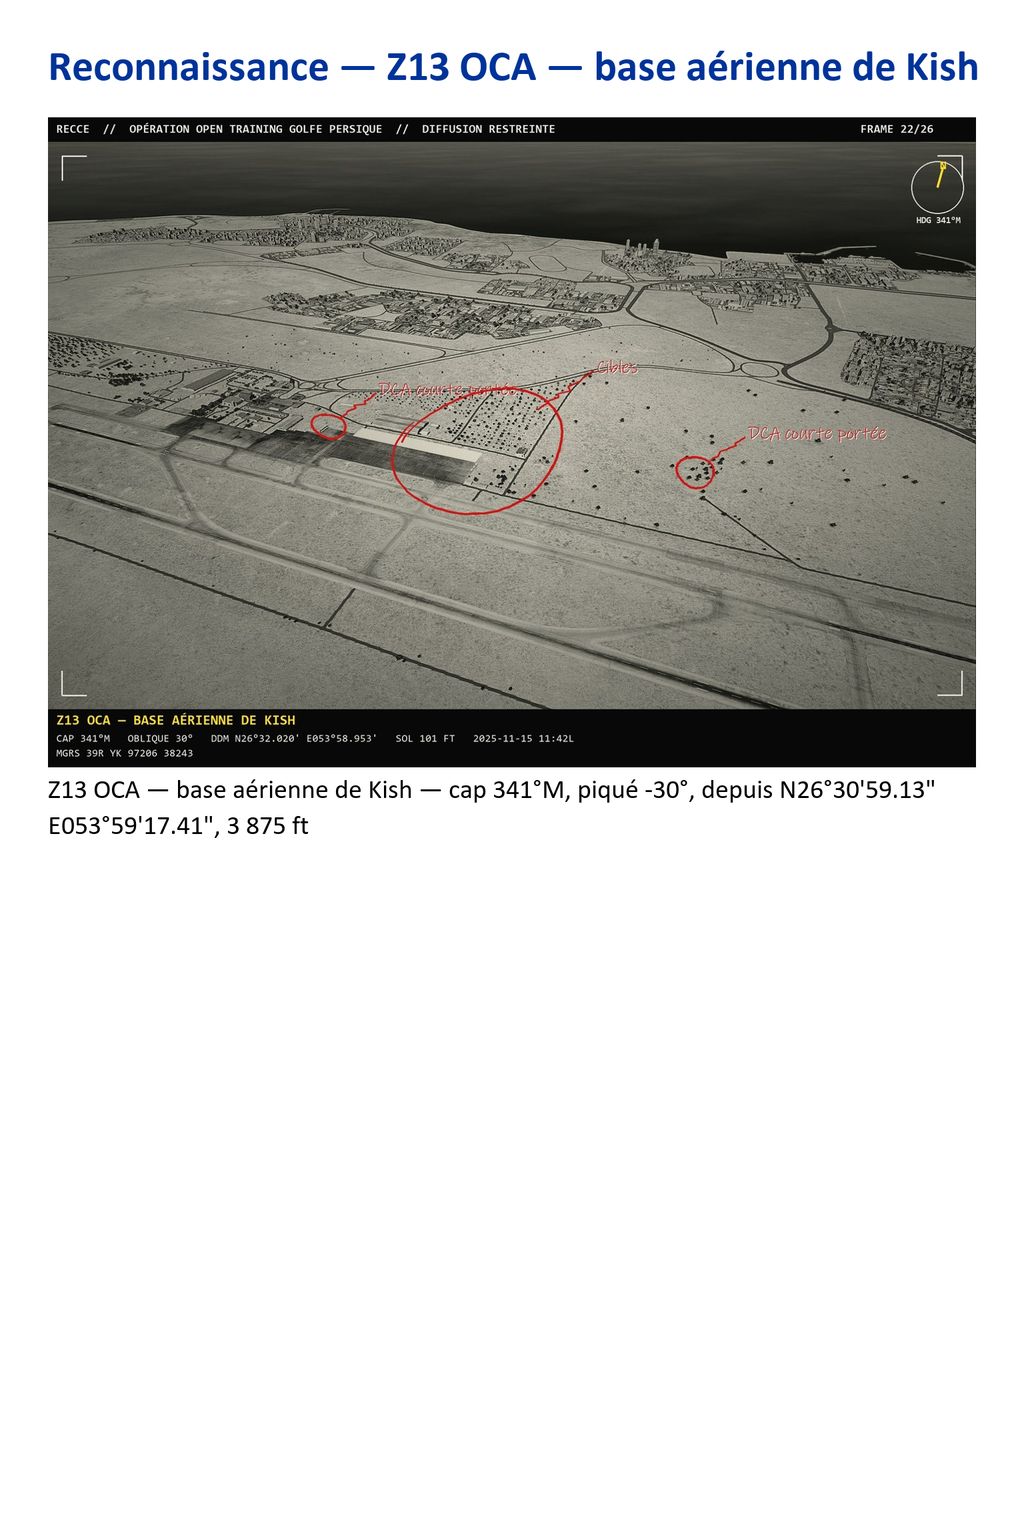 Reconnaissance — Z13 OCA — base aérienne de Kish
RECCE // OPÉRATION OPEN TRAINING GOLFE PERSIQUE // DIFFUSION RESTREINTE FRAME 22/26
N
HDG 341°M
Cibles
DCA courte portée
DCA courte portée
Z13 OCA — BASE AÉRIENNE DE KISH
CAP 341°M OBLIQUE 30° DDM N26°32.020' E053°58.953' SOL 101 FT 2025-11-15 11:42L
MGRS 39R YK 97206 38243
Z13 OCA — base aérienne de Kish — cap 341°M, piqué -30°, depuis N26°30'59.13"
E053°59'17.41", 3 875 ft